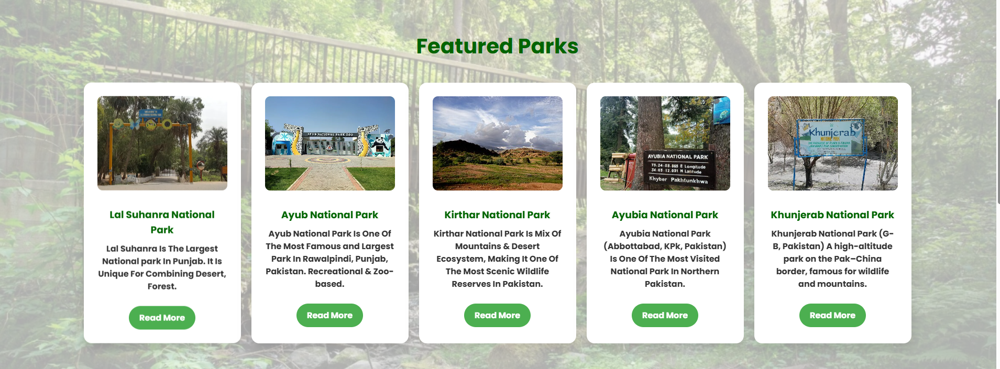 Featured Parks
AYUB NATIONAL PARK ZOO
AYUBIA NATIONAL PARK
73:24:58.865 E Longitude
34:03:12.031 N Latitude
Khyber Pakhtunkhwa
Khunjerab
NATIONAL PARK
Lal Suhanra National
Park
Lal Suhanra Is The Largest
National park In Punjab. It Is
Unique For Combining Desert,
Forest.
Read More
Ayub National Park
Ayub National Park Is One Of
The Most Famous and Largest
Park In Rawalpindi, Punjab,
Pakistan. Recreational & Zoo-
based.
Read More
Kirthar National Park
Kirthar National Park Is Mix Of
Mountains & Desert
Ecosystem, Making It One Of
The Most Scenic Wildlife
Reserves In Pakistan.
Read More
Ayubia National Park
Ayubia National Park
(Abbottabad, KPk, Pakistan)
Is One Of The Most Visited
National Park In Northern
Pakistan.
Read More
Khunjerab National Park
Khunjerab National Park (G-
B, Pakistan) A high-altitude
park on the Pak–China
border, famous for wildlife
and mountains.
Read More